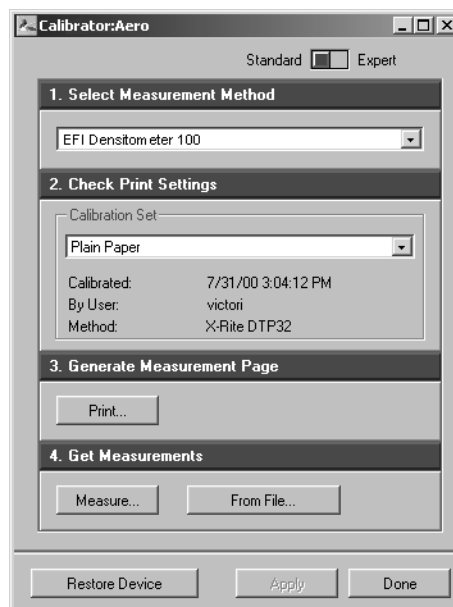 Calibrator:Aero
Standard Expert
1. Select Measurement Method
EFI Densitometer 100
2. Check Print Settings
Calibration Set
Plain Paper
Calibrated: 7/31/00 3:04:12 PM
By User: victori
Method: X-Rite DTP32
3. Generate Measurement Page
Print...
4. Get Measurements
Measure... From File...
Restore Device Apply Done